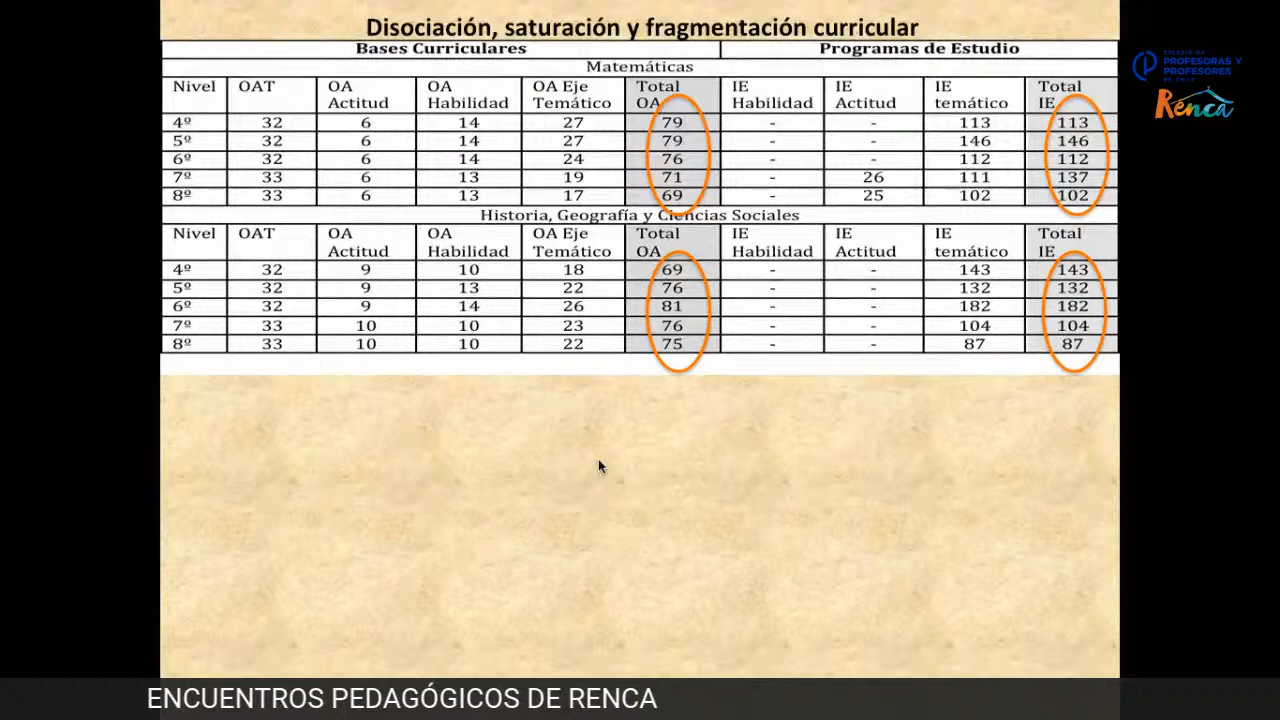 Disociación, saturación y fragmentación curricular
Bases Curriculares Programas de Estudio
Matemáticas
Nivel OAT OA Actitud OA Habilidad OA Eje Temático Total OA IE Habilidad IE Actitud IE temático Total IE
4º 32 6 14 27 79 - - 113 113
5º 32 6 14 27 79 - - 146 146
6º 32 6 14 24 76 - - 112 112
7º 33 6 13 19 71 - 26 111 137
8º 33 6 13 17 69 - 25 102 102
Historia, Geografía y Ciencias Sociales
Nivel OAT OA Actitud OA Habilidad OA Eje Temático Total OA IE Habilidad IE Actitud IE temático Total IE
4º 32 9 10 18 69 - - 143 143
5º 32 9 13 22 76 - - 132 132
6º 32 9 14 26 81 - - 182 182
7º 33 10 10 23 76 - - 104 104
8º 33 10 10 22 75 - - 87 87
COLEGIO DE
PROFESORAS Y
PROFESORES
DE CHILE
Renca
ENCUENTROS PEDAGÓGICOS DE RENCA